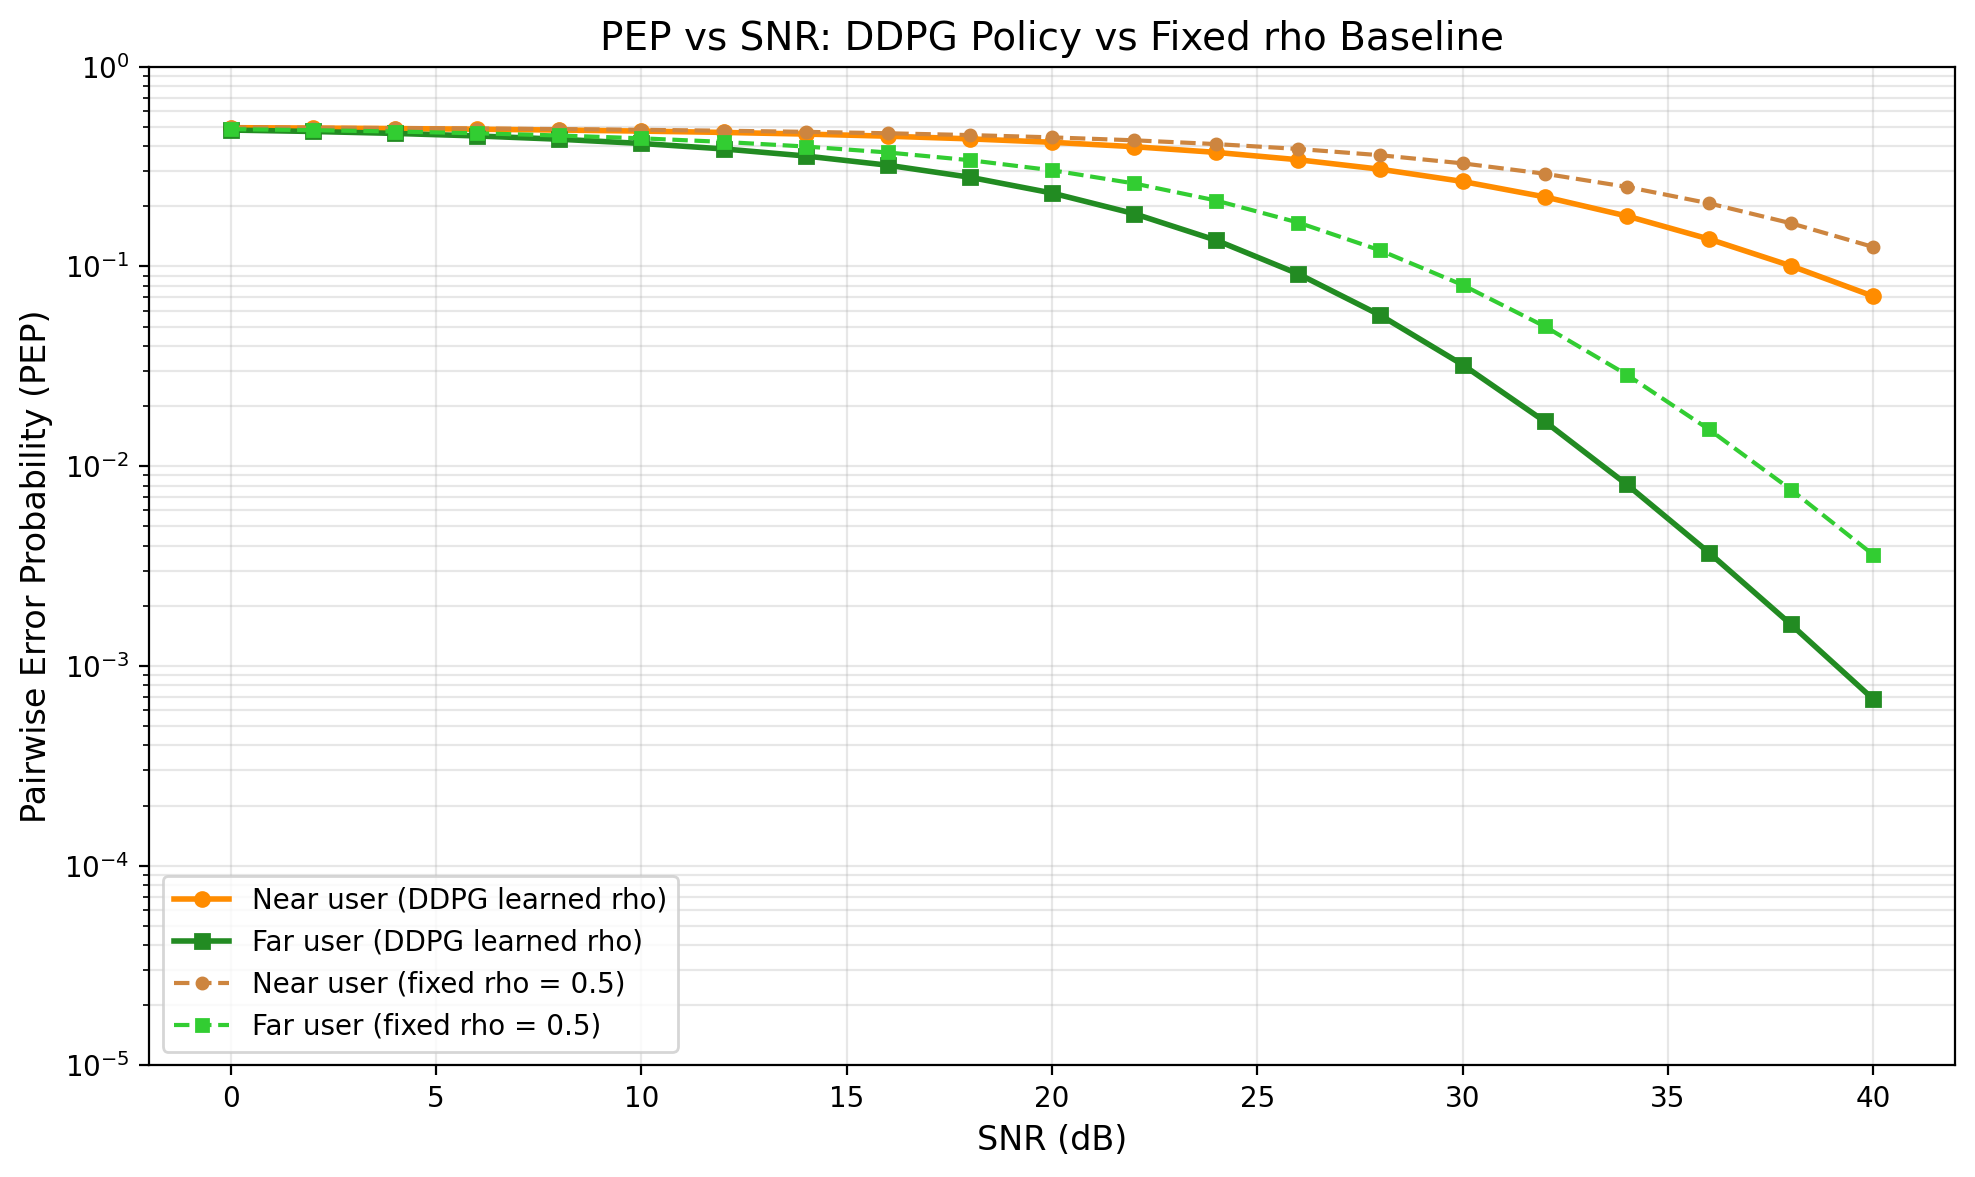 PEP vs SNR: DDPG Policy vs Fixed rho Baseline
Pairwise Error Probability (PEP)
10⁰
10⁻¹
10⁻²
10⁻³
10⁻⁴
10⁻⁵
Near user (DDPG learned rho)
Far user (DDPG learned rho)
Near user (fixed rho = 0.5)
Far user (fixed rho = 0.5)
0 5 10 15 20 25 30 35 40
SNR (dB)